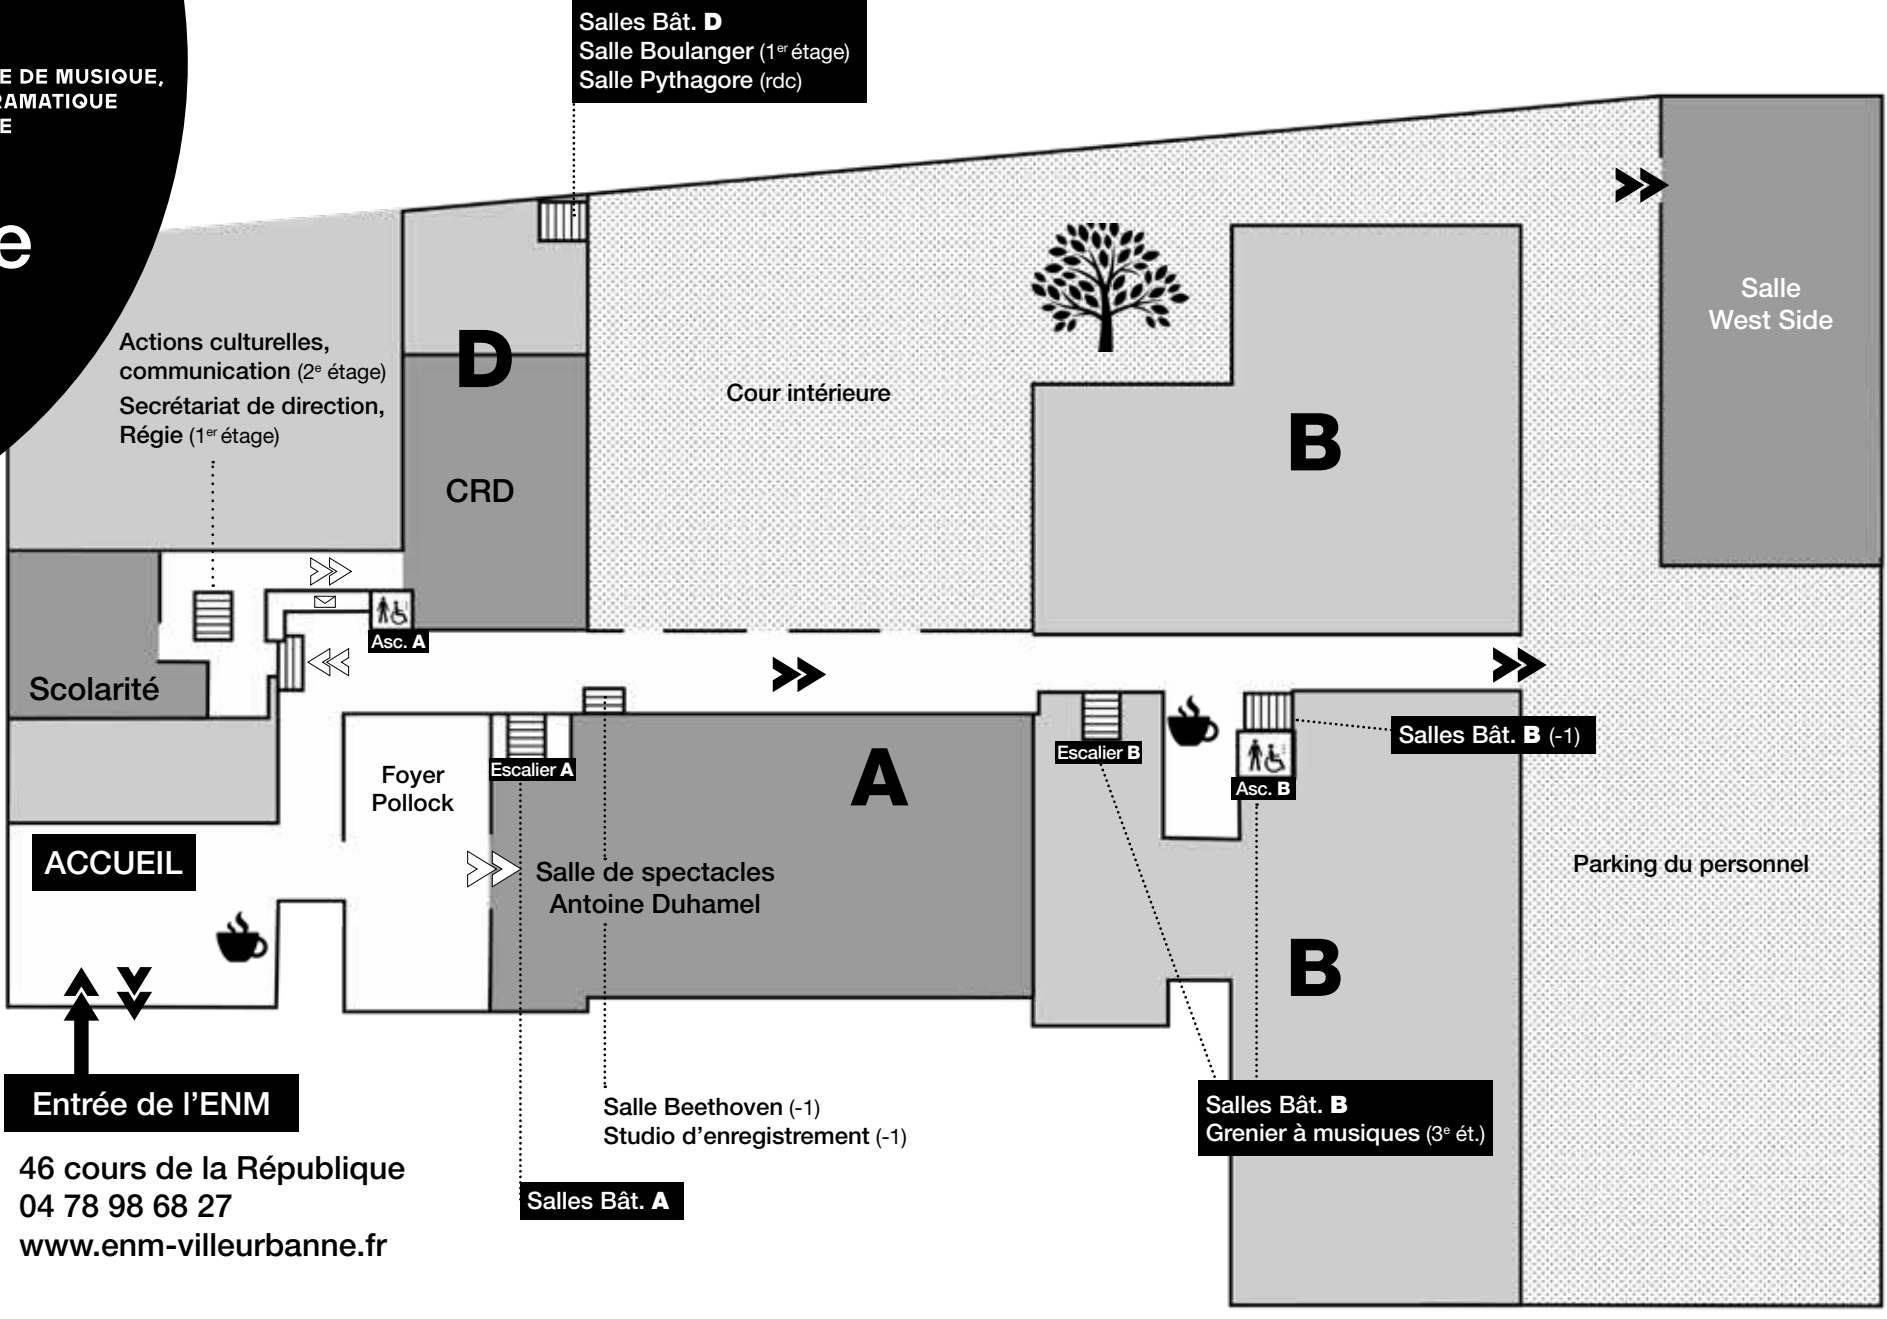 E DE MUSIQUE,
RAMATIQUE
E
e
Salles Bât. D
Salle Boulanger (1er étage)
Salle Pythagore (rdc)
Salle
West Side
Actions culturelles,
communication (2e étage)
Secrétariat de direction,
Régie (1er étage)
D
Cour intérieure
B
CRD
Asc. A
Scolarité
Foyer
Pollock
Escalier A
A
Escalier B
Salles Bât. B (-1)
Asc. B
ACCUEIL
Salle de spectacles
Antoine Duhamel
Parking du personnel
B
Entrée de l'ENM
46 cours de la République
04 78 98 68 27
www.enm-villeurbanne.fr
Salle Beethoven (-1)
Studio d'enregistrement (-1)
Salles Bât. A
Salles Bât. B
Grenier à musiques (3e ét.)